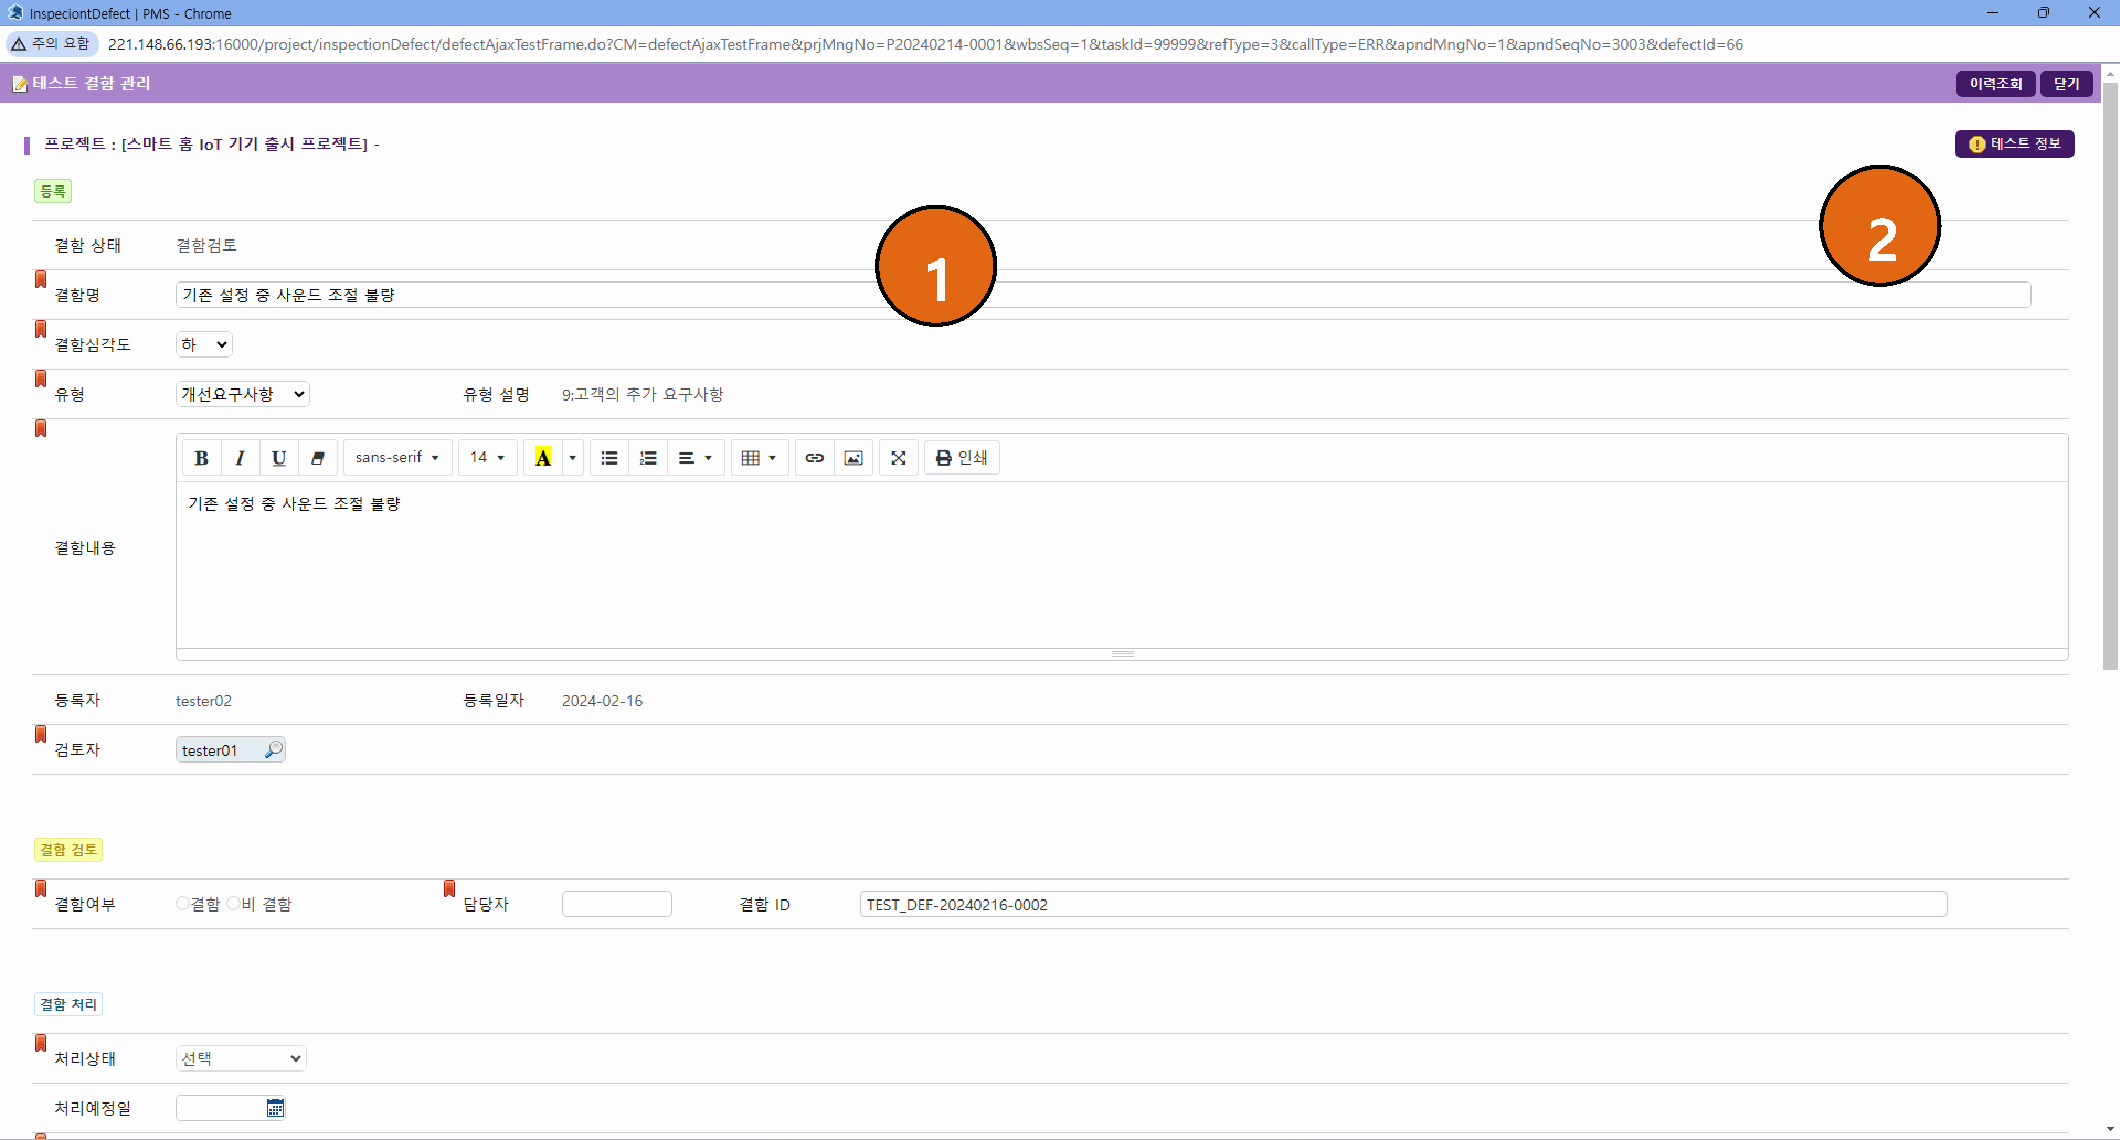 InspeciontDefect | PMS - Chrome
주의 요함 221.148.66.193:16000/project/inspectionDefect/defectAjaxTestFrame.do?CM=defectAjaxTestFrame&prjMngNo=P20240214-0001&wbsSeq=1&taskId=99999&refType=3&callType=ERR&apndMngNo=1&apndSeqNo=3003&defectId=66
테스트 결함 관리 이력조회 닫기
프로젝트 : [스마트 홈 IoT 기기 출시 프로젝트] - 테스트 정보
등록
1 2
결함 상태 결함검토
결함명 기존 설정 중 사운드 조절 불량
결함심각도 하
유형 개선요구사항 유형 설명 9;고객의 추가 요구사항
B I U sans-serif 14 A 인쇄
기존 설정 중 사운드 조절 불량
결함내용
등록자 tester02 등록일자 2024-02-16
검토자 tester01
결함 검토
결함여부 결함 비 결함 담당자 결함 ID TEST_DEF-20240216-0002
결함 처리
처리상태 선택
처리예정일